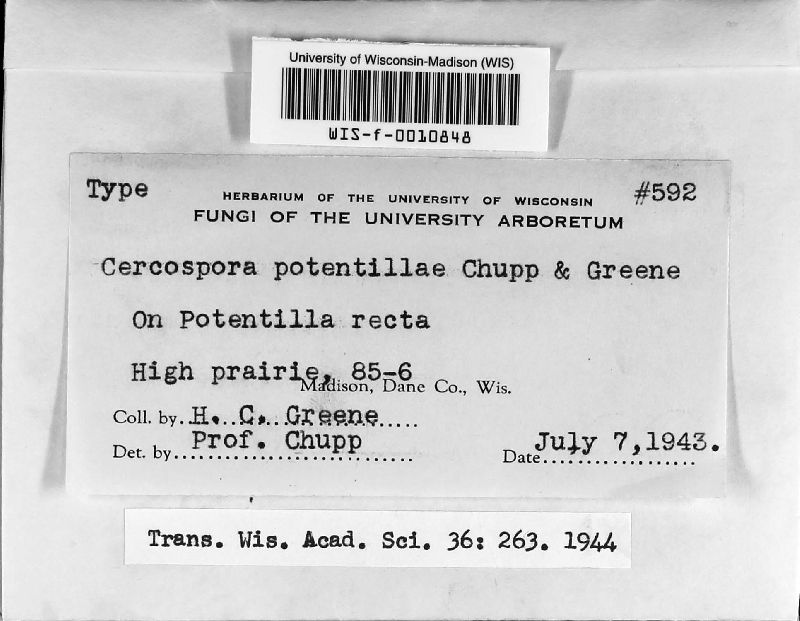 University of Wisconsin-Madison (WIS)
WIS-f-0010848
Type #592
HERBARIUM OF THE UNIVERSITY OF WISCONSIN
FUNGI OF THE UNIVERSITY ARBORETUM
Cercospora potentillae Chupp & Greene
On Potentilla recta
High prairie, 85-6
Madison, Dane Co., Wis.
Coll. by. H. C. Greene
Det. by Prof. Chupp Date July 7, 1943.
Trans. Wis. Acad. Sci. 36: 263. 1944